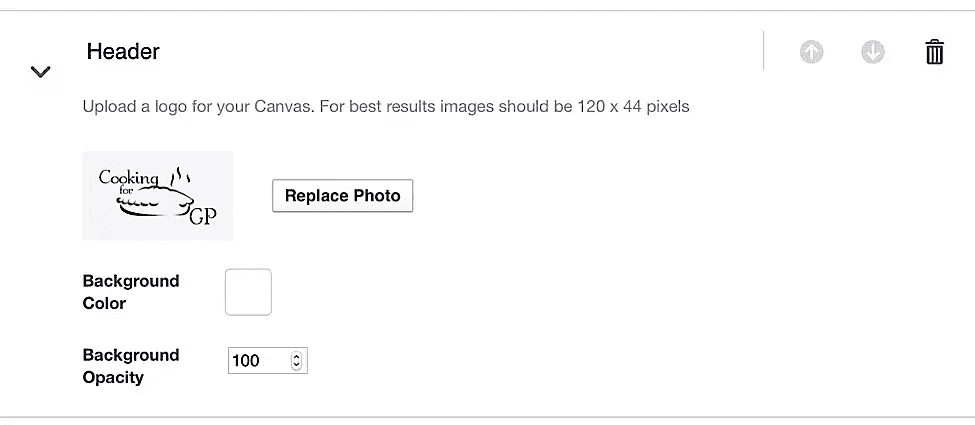 Header
Upload a logo for your Canvas. For best results images should be 120 x 44 pixels
Cooking
for
GP
Replace Photo
Background
Color
Background
Opacity
100